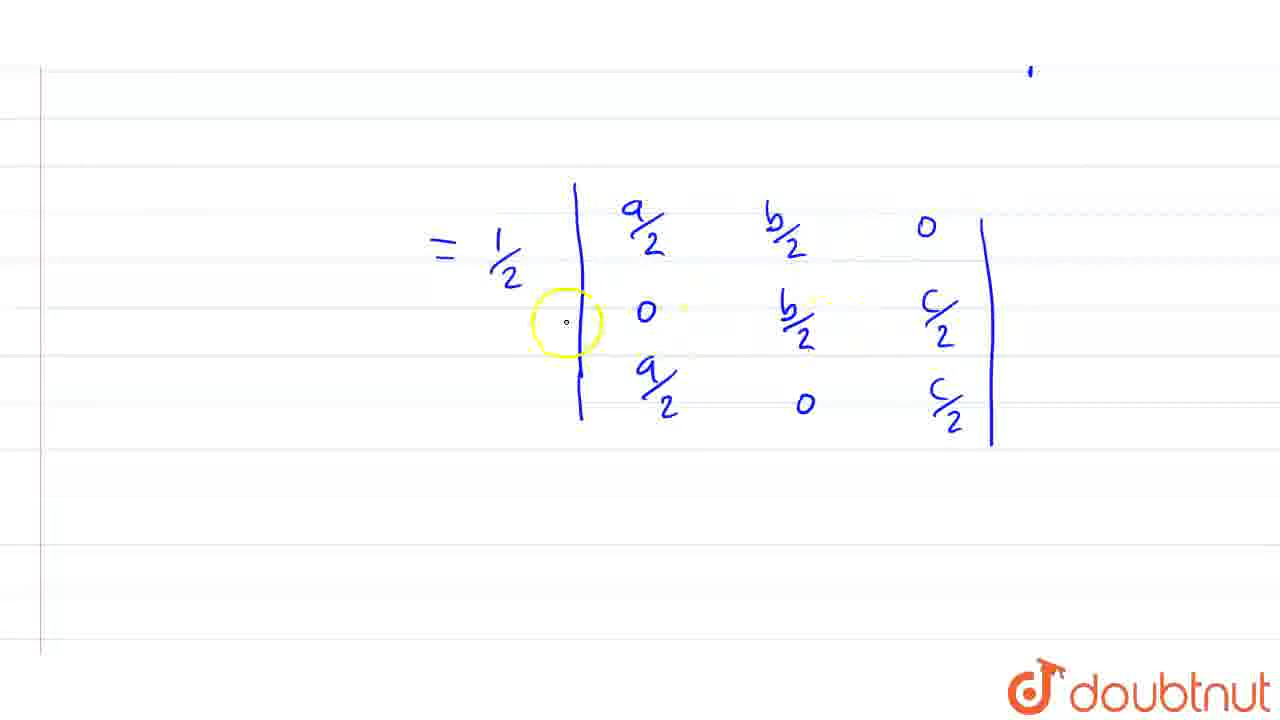 = 1/2 | a/2 b/2 0 |
0 b/2 c/2
a/2 0 c/2
doubtnut